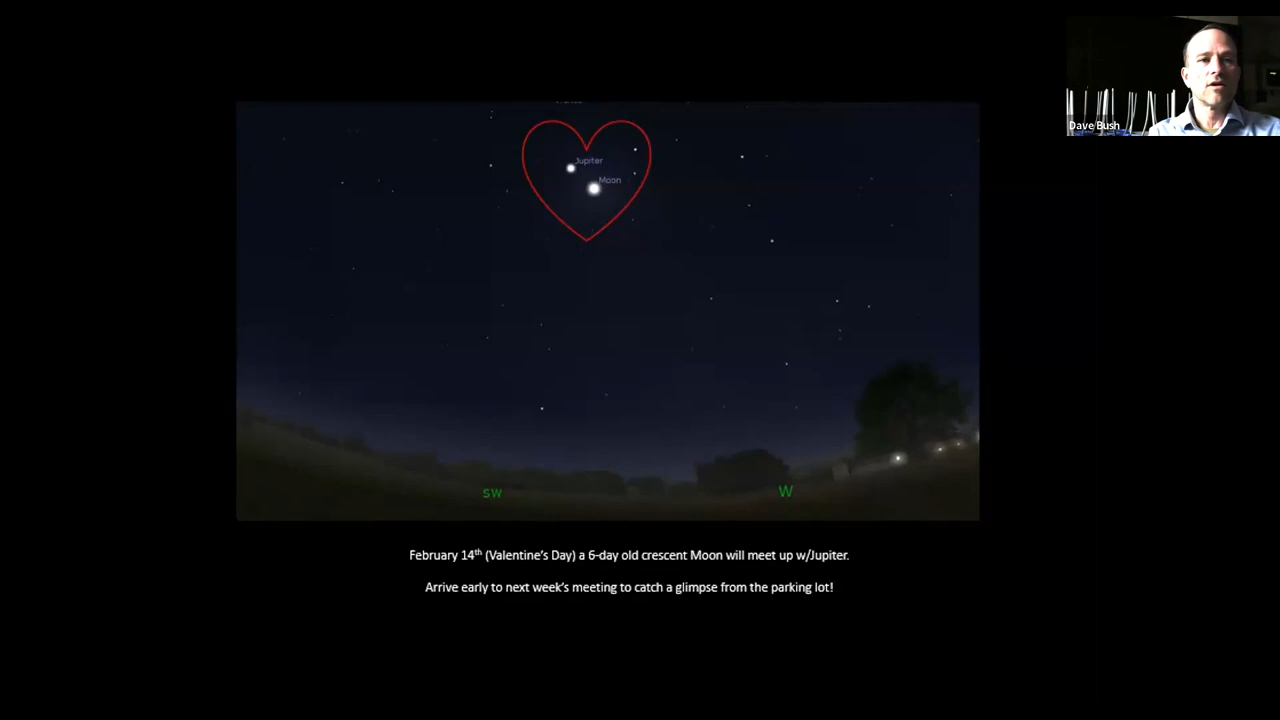 Dave Bush
Jupiter
Moon
SW
W
February 14th (Valentine's Day) a 6-day old crescent Moon will meet up w/Jupiter.
Arrive early to next week's meeting to catch a glimpse from the parking lot!